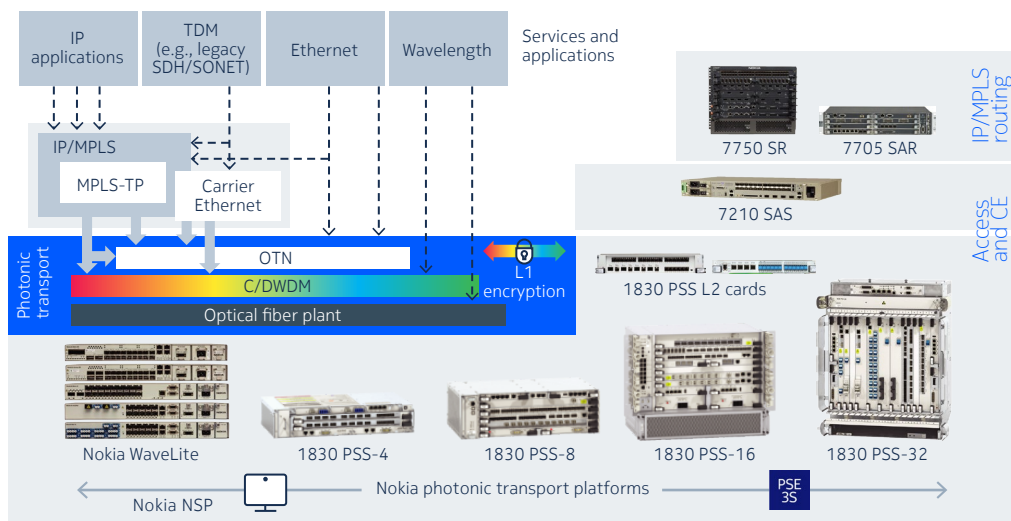 IP
applications
TDM
(e.g., legacy
SDH/SONET)
Ethernet
Wavelength
Services and
applications
IP/MPLS
MPLS-TP
Carrier
Ethernet
7750 SR
7705 SAR
IP/MPLS
routing
7210 SAS
Access
and CE
Photonic
transport
OTN
L1
encryption
C/DWDM
Optical fiber plant
1830 PSS L2 cards
Nokia WaveLite
1830 PSS-4
1830 PSS-8
1830 PSS-16
1830 PSS-32
Nokia NSP
Nokia photonic transport platforms
PSE
3S